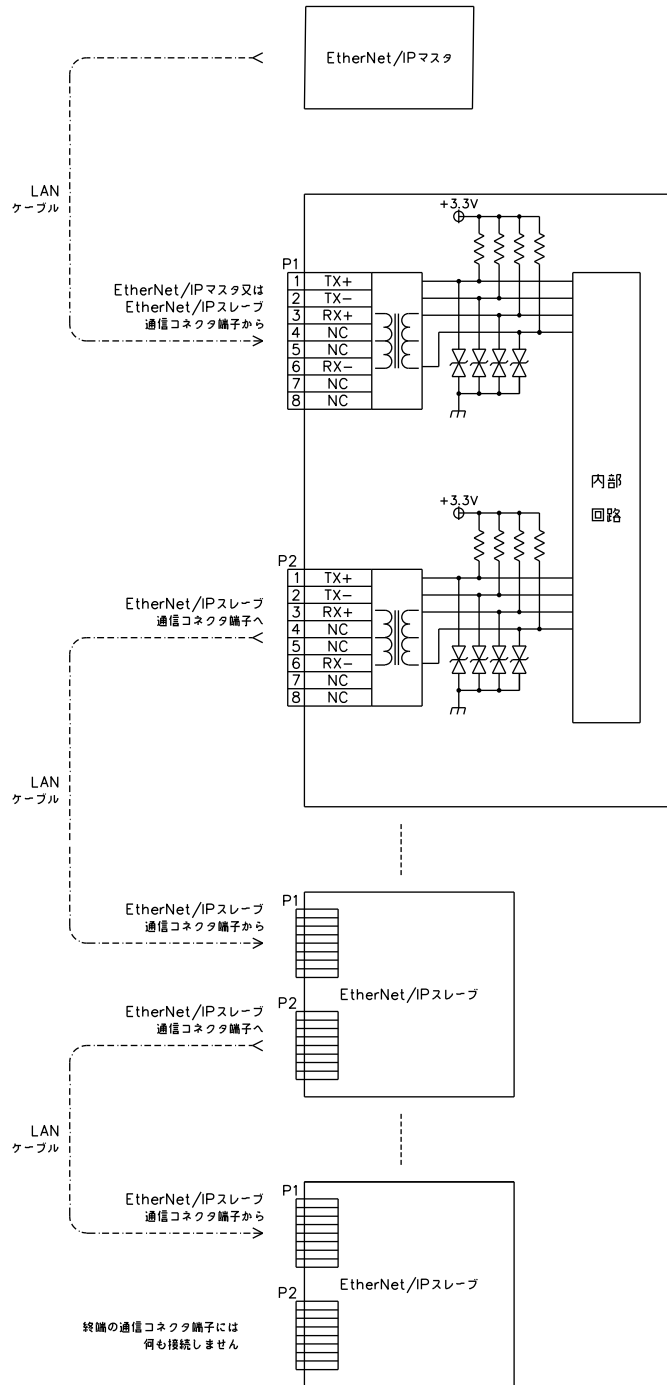 EtherNet/IPマスタ
LAN
ケーブル
+3.3V
P1
EtherNet/IPマスタ又は
EtherNet/IPスレーブ
通信コネクタ端子から
1 TX+
2 TX-
3 RX+
4 NC
5 NC
6 RX-
7 NC
8 NC
内部
回路
+3.3V
P2
EtherNet/IPスレーブ
通信コネクタ端子へ
1 TX+
2 TX-
3 RX+
4 NC
5 NC
6 RX-
7 NC
8 NC
LAN
ケーブル
P1
EtherNet/IPスレーブ
通信コネクタ端子から
EtherNet/IPスレーブ
P2
EtherNet/IPスレーブ
通信コネクタ端子へ
LAN
ケーブル
P1
EtherNet/IPスレーブ
通信コネクタ端子から
EtherNet/IPスレーブ
P2
終端の通信コネクタ端子には
何も接続しません